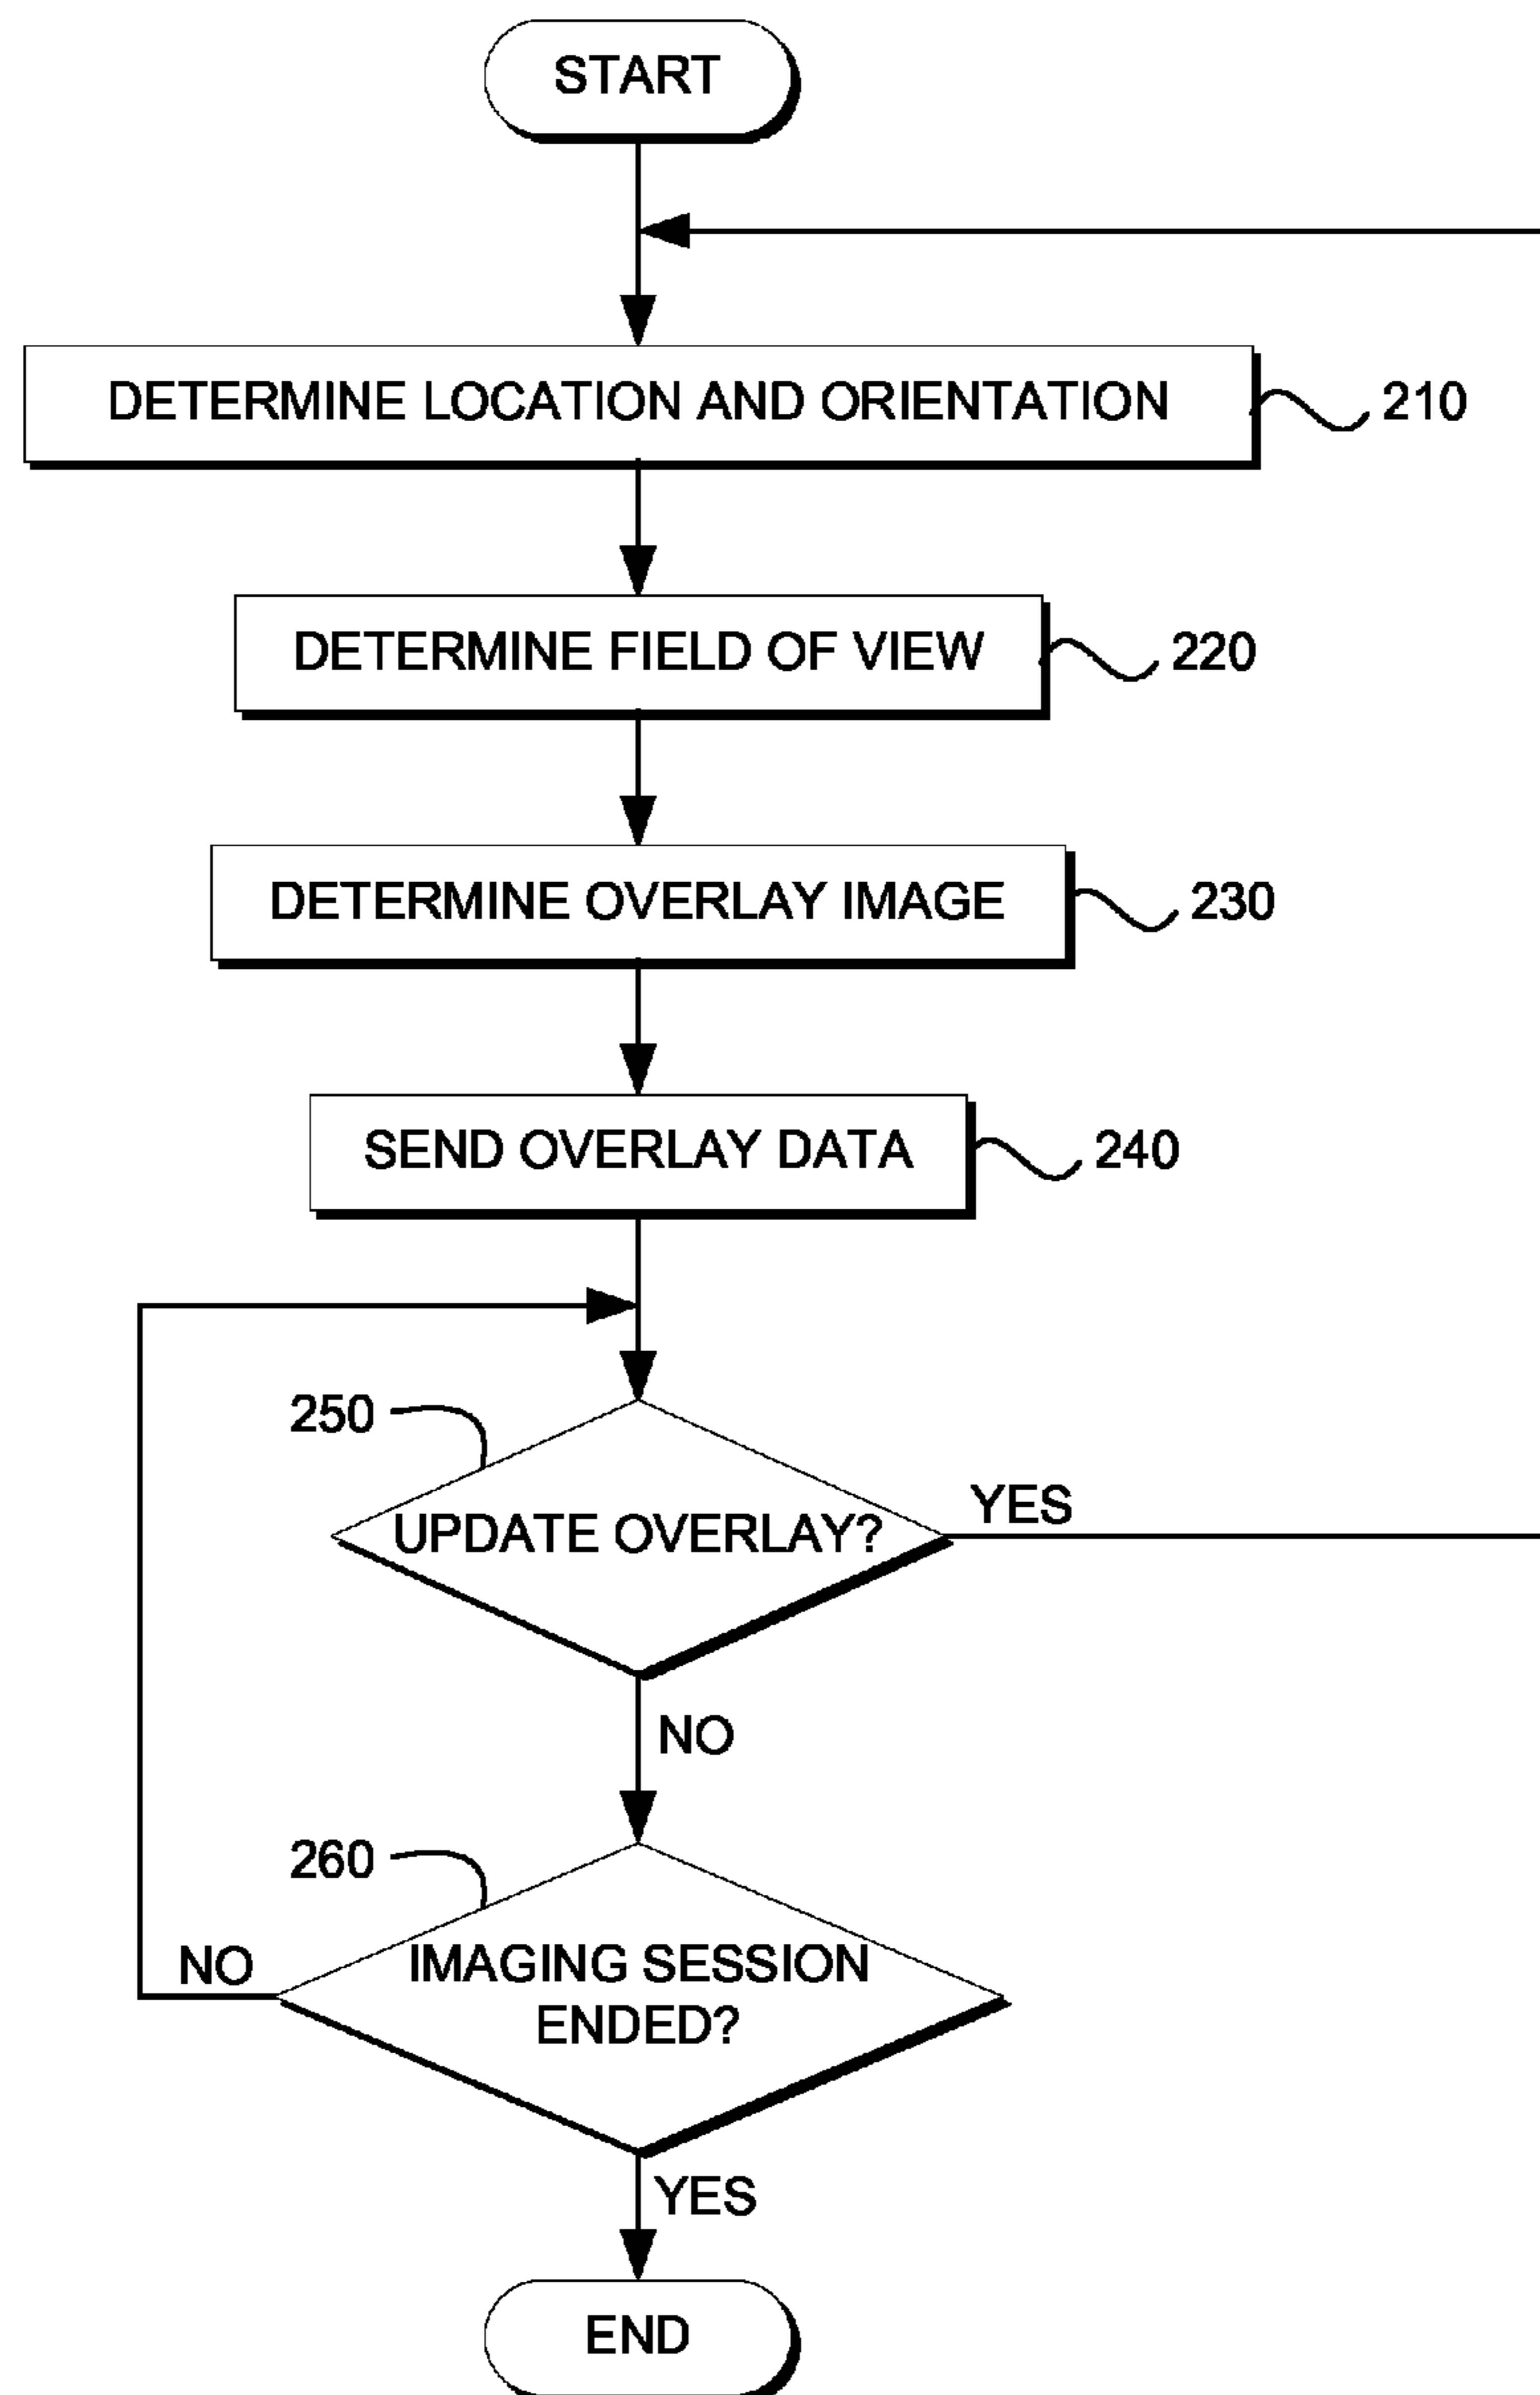 START
DETERMINE LOCATION AND ORIENTATION
210
DETERMINE FIELD OF VIEW
220
DETERMINE OVERLAY IMAGE
230
SEND OVERLAY DATA
240
250
UPDATE OVERLAY?
YES
NO
260
NO
IMAGING SESSION
ENDED?
YES
END